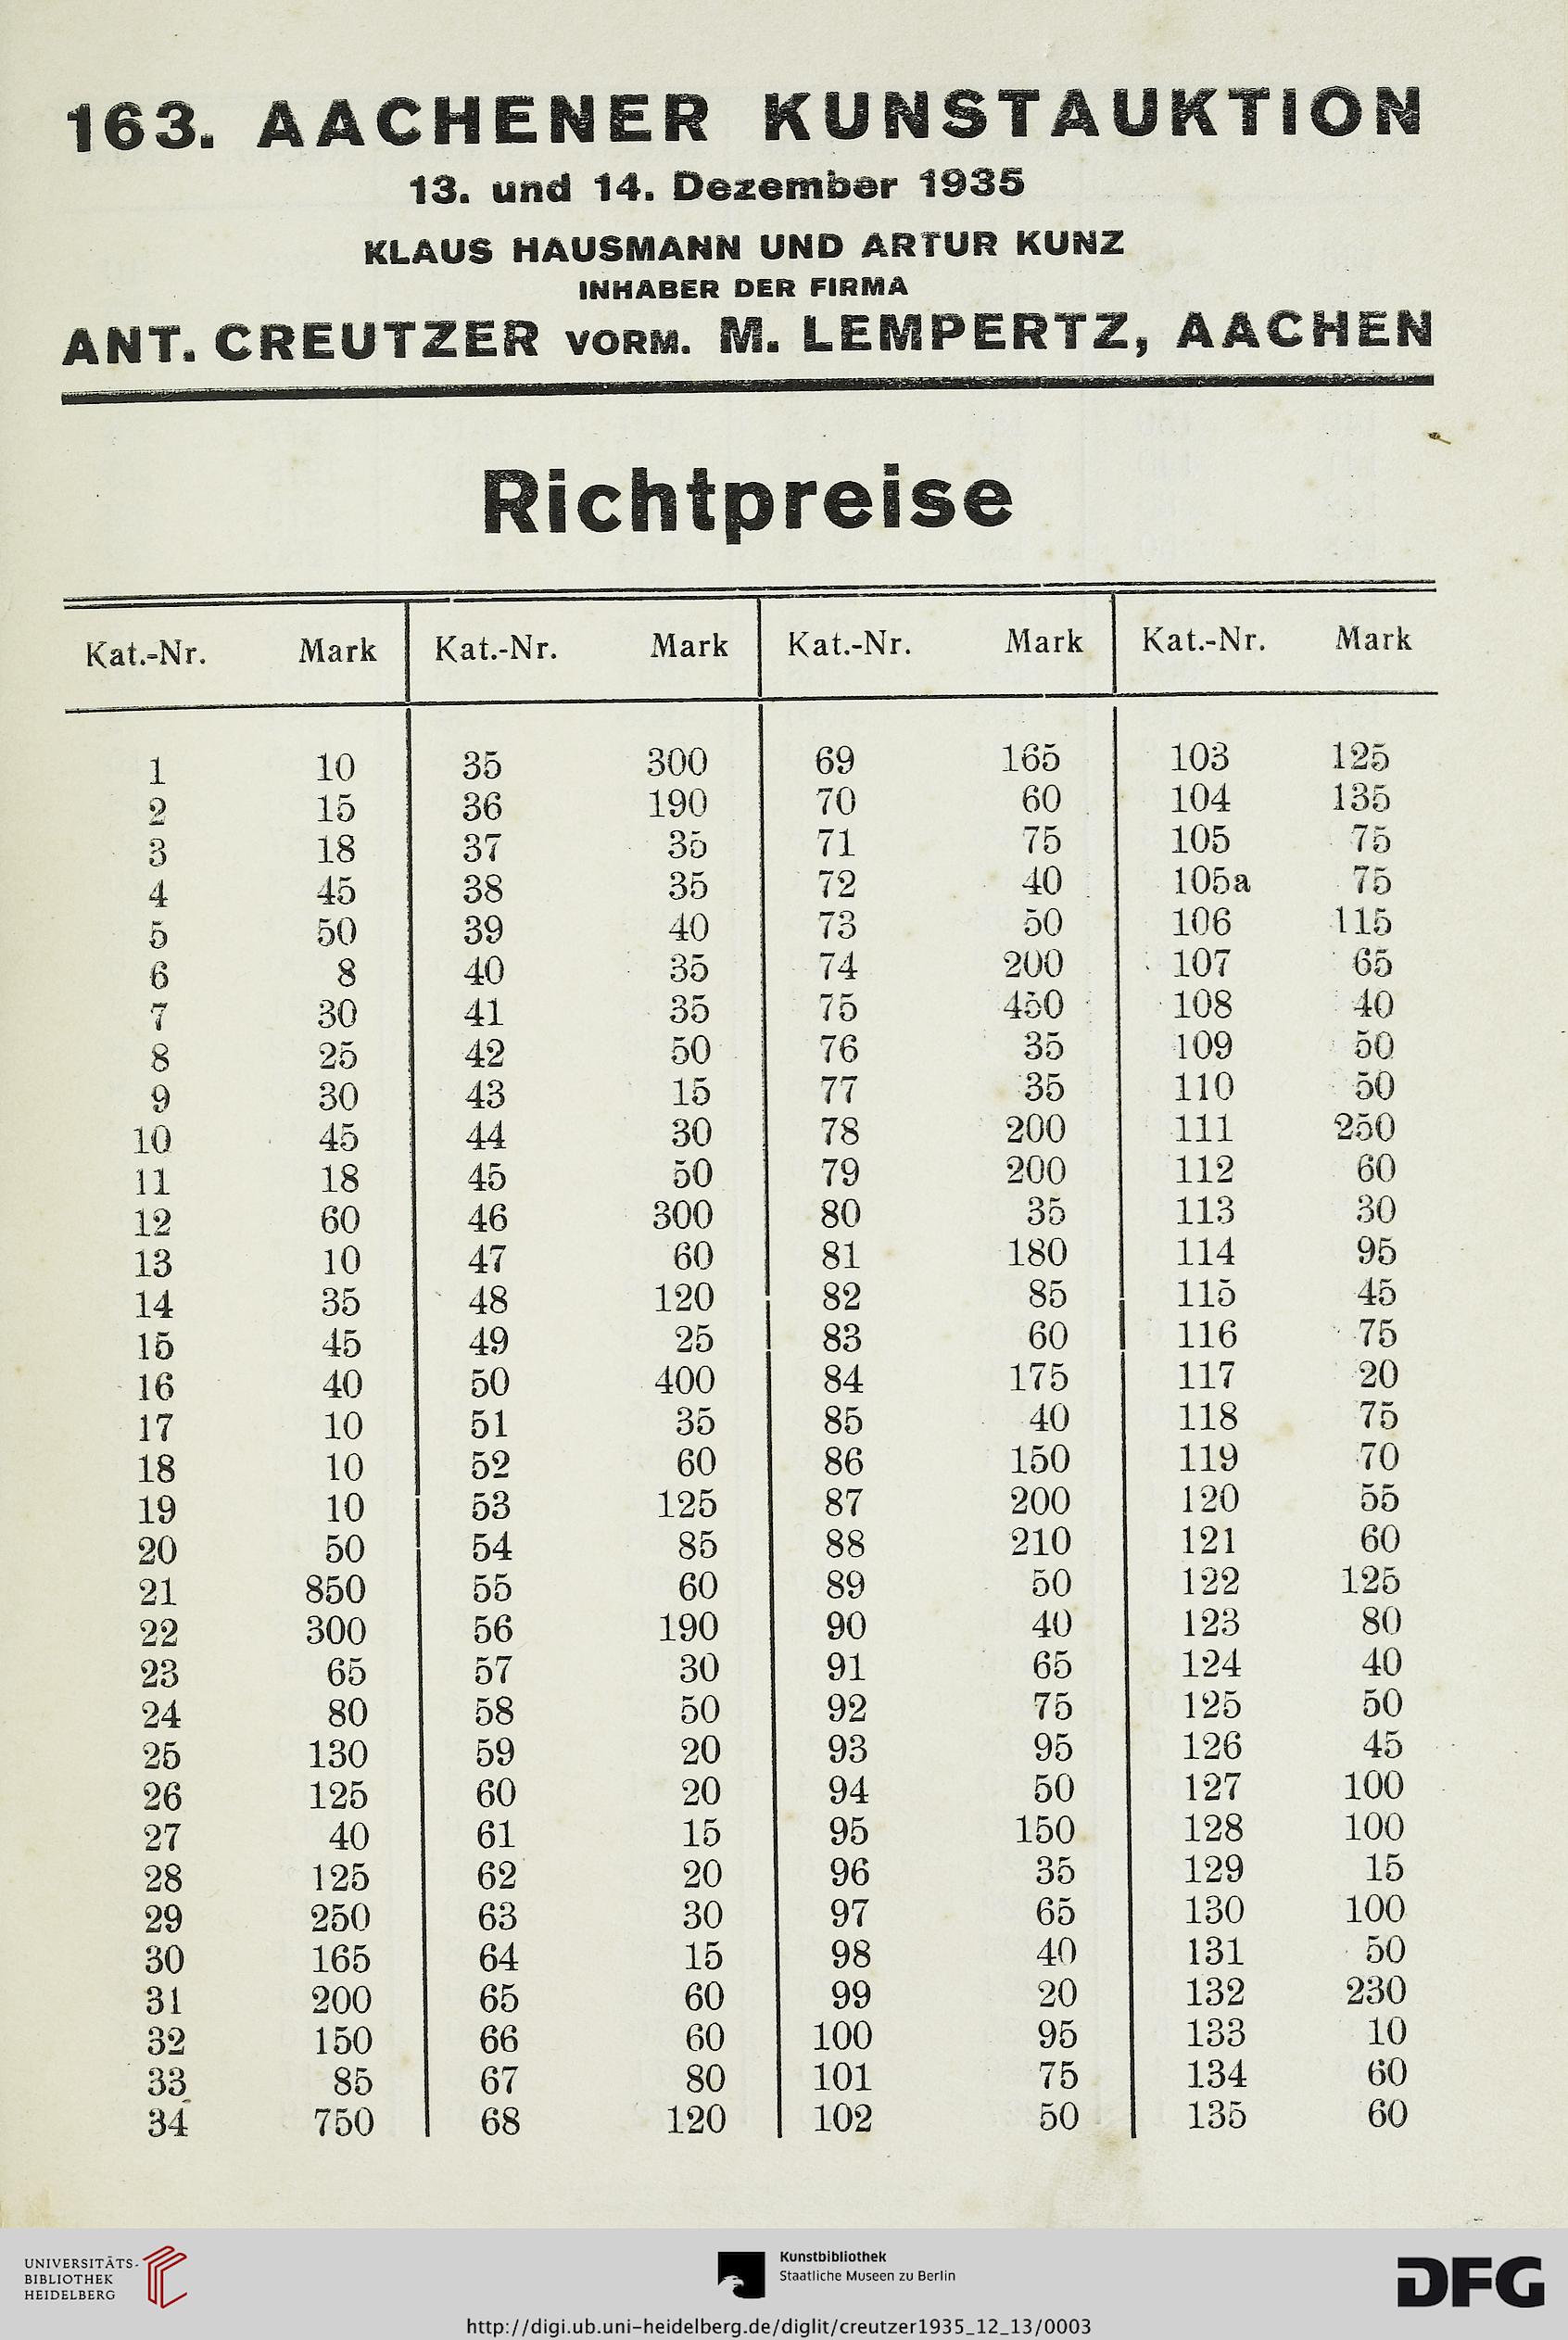 163. AACHENER KUNSTAUKTION
13. und 14. Dezember 1935
KLAUS HAUSMANN UND ARTUR KUNZ
INHABER DER FIRMA
ANT. CREUTZER VORM. M. LEMPERTZ, AACHEN
Richtpreise
Kat.-Nr. Mark Kat.-Nr. Mark Kat.-Nr. Mark Kat.-Nr. Mark
1 10 35 300 69 165 103 125
2 15 36 190 70 60 104 135
3 18 37 35 71 75 105 75
4 45 38 35 72 40 105a 75
5 50 39 40 73 50 106 115
6 8 40 35 74 200 107 65
7 30 41 35 75 450 108 40
8 25 42 50 76 35 109 50
9 30 43 15 77 35 110 50
10 45 44 30 78 200 111 250
11 18 45 50 79 200 112 60
12 60 46 300 80 35 113 30
13 10 47 60 81 180 114 95
14 35 48 120 82 85 115 45
15 45 49 25 83 60 116 75
16 40 50 400 84 175 117 20
17 10 51 35 85 40 118 75
18 10 52 60 86 150 119 70
19 10 53 125 87 200 120 55
20 50 54 85 88 210 121 60
21 850 55 60 89 50 122 125
22 300 56 190 90 40 123 80
23 65 57 30 91 65 124 40
24 80 58 50 92 75 125 50
25 130 59 20 93 95 126 45
26 125 60 20 94 50 127 100
27 40 61 15 95 150 128 100
28 125 62 20 96 35 129 15
29 250 63 30 97 65 130 100
30 165 64 15 98 40 131 50
31 200 65 60 99 20 132 230
32 150 66 60 100 95 133 10
33 85 67 80 101 75 134 60
34 750 68 120 102 50 135 60
UNIVERSITÄTS-
BIBLIOTHEK
HEIDELBERG
Kunstbibliothek
Staatliche Museen zu Berlin
DFG
http://digi.ub.uni-heidelberg.de/diglit/creutzer1935_12_13/0003